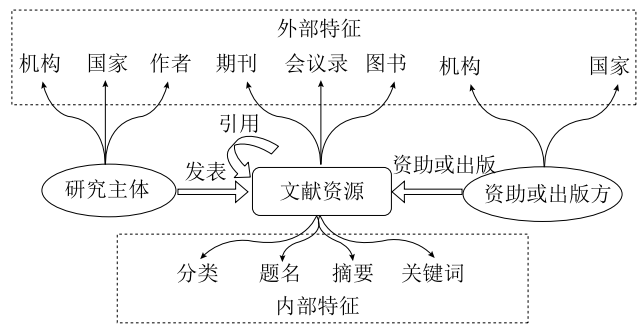 外部特征
机构 国家 作者 期刊 会议录 图书 机构 国家
引用
发表 资助或出版
研究主体 文献资源 资助或出版方
分类 题名 摘要 关键词
内部特征